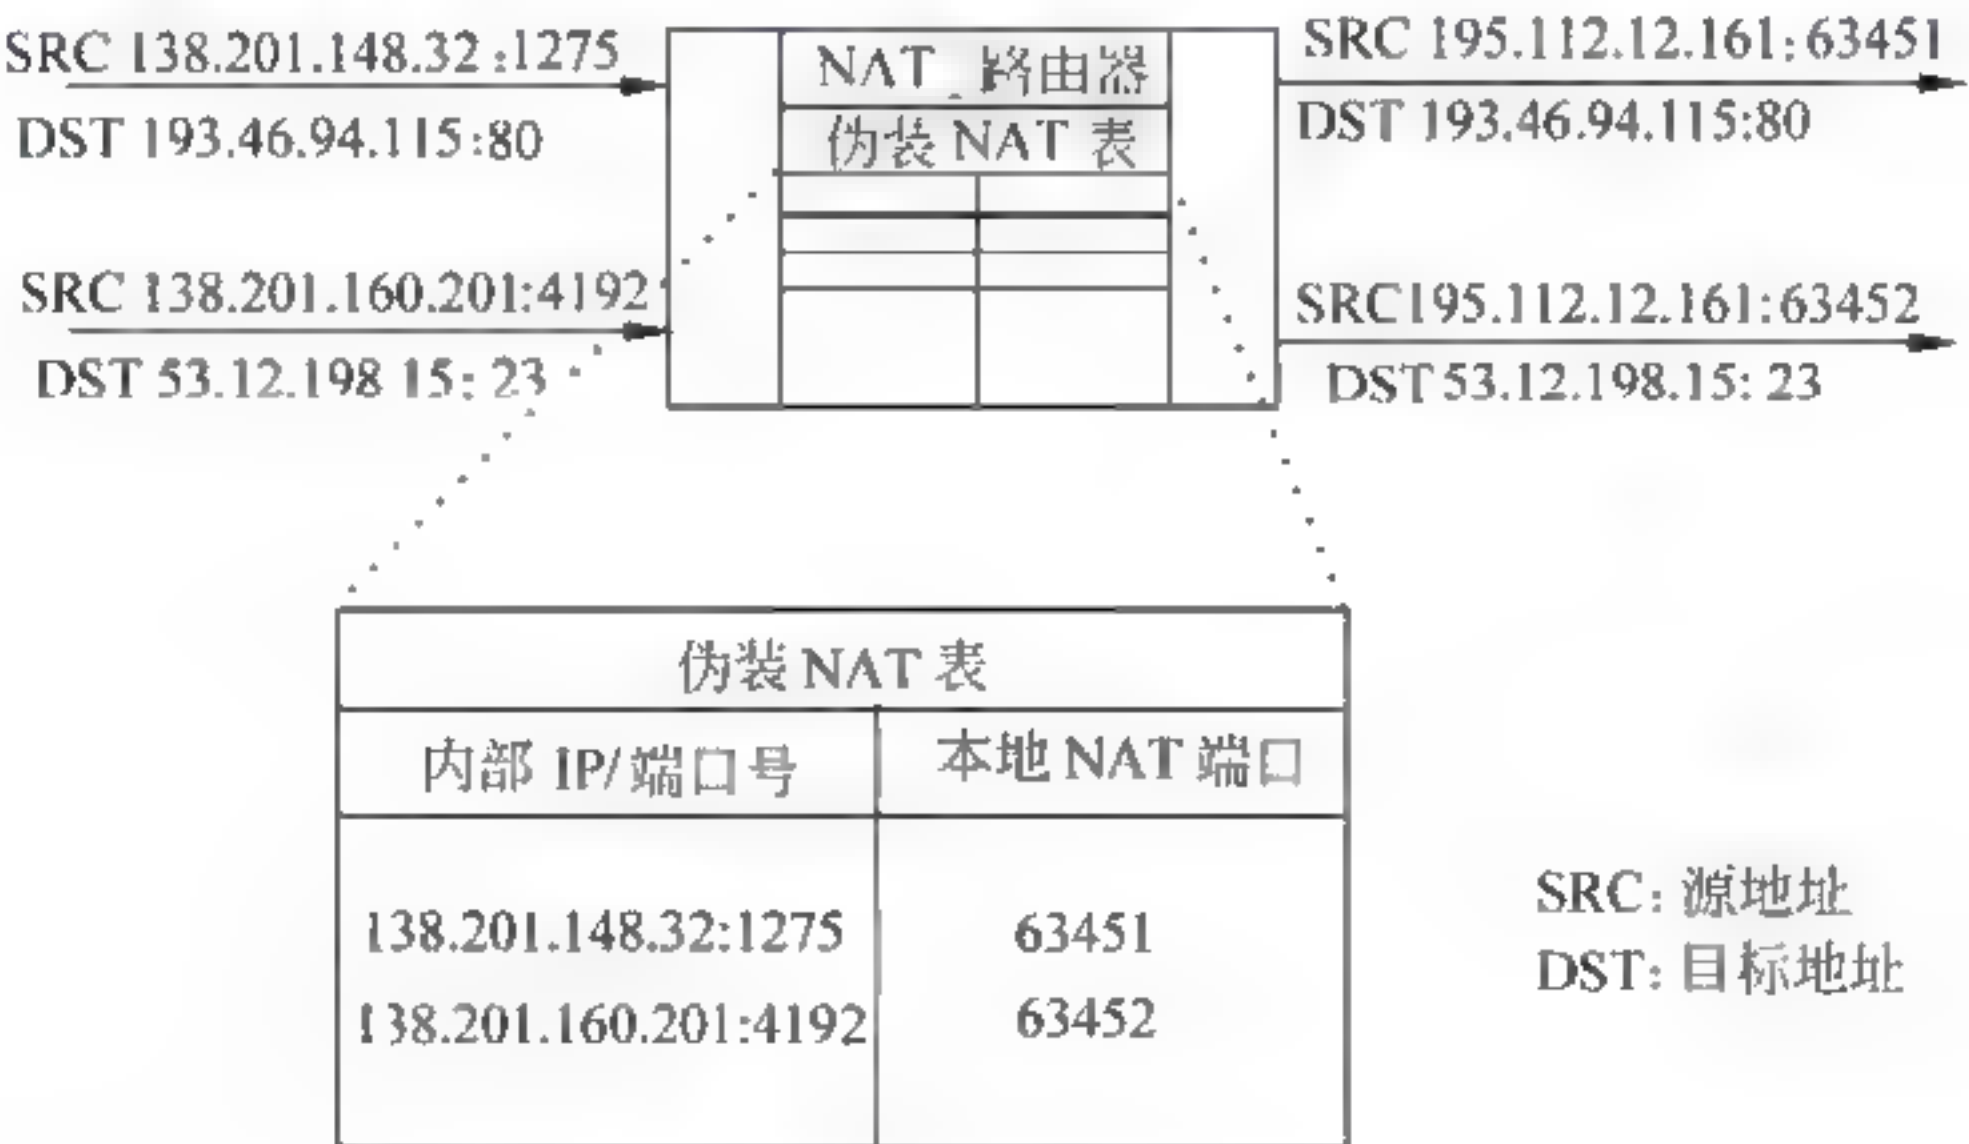 SRC 138.201.148.32:1275
DST 193.46.94.115:80
SRC 138.201.160.201:4192
DST 53.12.198 15: 23
NAT 路由器
伪装 NAT 表
SRC 195.112.12.161: 63451
DST 193.46.94.115:80
SRC195.112.12.161: 63452
DST 53.12.198.15: 23
伪装 NAT 表
内部 IP/端口号
本地 NAT 端口
138.201.148.32:1275
63451
138.201.160.201:4192
63452
SRC: 源地址
DST: 目标地址